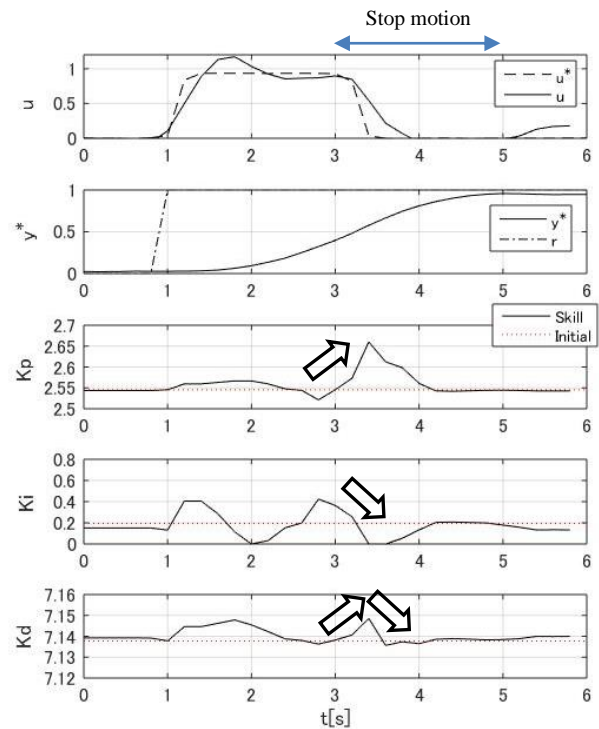 Stop motion
u
1
0.5
0
u*
u
0 1 2 3 4 5 6
y*
1
0.5
0
y*
r
0 1 2 3 4 5 6
Kp
2.7
2.65
2.6
2.55
2.5
Skill
Initial
0 1 2 3 4 5 6
Ki
0.8
0.6
0.4
0.2
0
0 1 2 3 4 5 6
Kd
7.16
7.15
7.14
7.13
7.12
0 1 2 3 4 5 6
t[s]